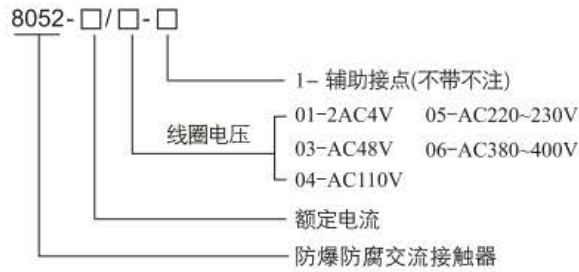 8052-□/□-□
1- 辅助接点(不带不注)
线圈电压
01-2AC4V 05-AC220~230V
03-AC48V 06-AC380~400V
04-AC110V
额定电流
防爆防腐交流接触器